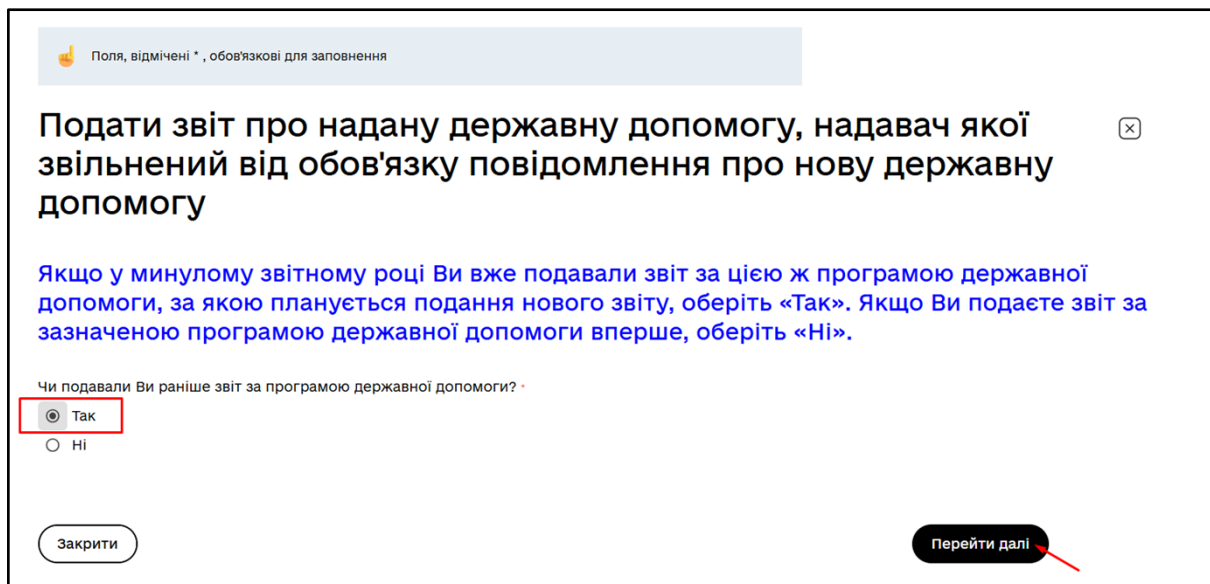 Поля, відмічені * , обов'язкові для заповнення
Подати звіт про надану державну допомогу, надавач якої
звільнений від обов'язку повідомлення про нову державну
допомогу
Якщо у минулому звітному році Ви вже подавали звіт за цією ж програмою державної
допомоги, за якою планується подання нового звіту, оберіть «Так». Якщо Ви подаєте звіт за
зазначеною програмою державної допомоги вперше, оберіть «Ні».
Чи подавали Ви раніше звіт за програмою державної допомоги? *
Так
Ні
Закрити
Перейти далі